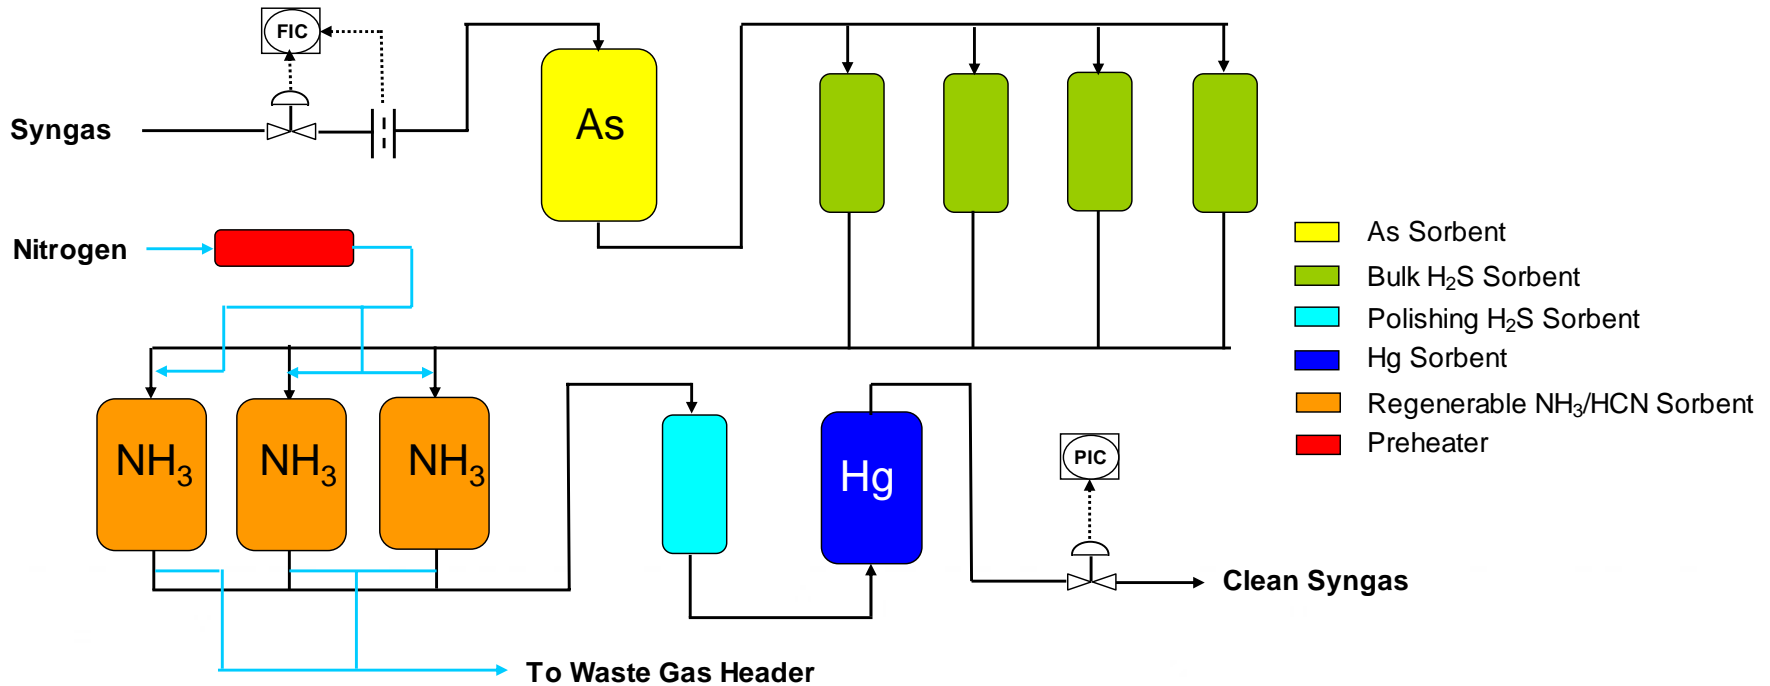 FIC
Syngas
As
Nitrogen
As Sorbent
Bulk H₂S Sorbent
Polishing H₂S Sorbent
Hg Sorbent
Regenerable NH₃/HCN Sorbent
Preheater
NH₃
NH₃
NH₃
Hg
PIC
Clean Syngas
To Waste Gas Header